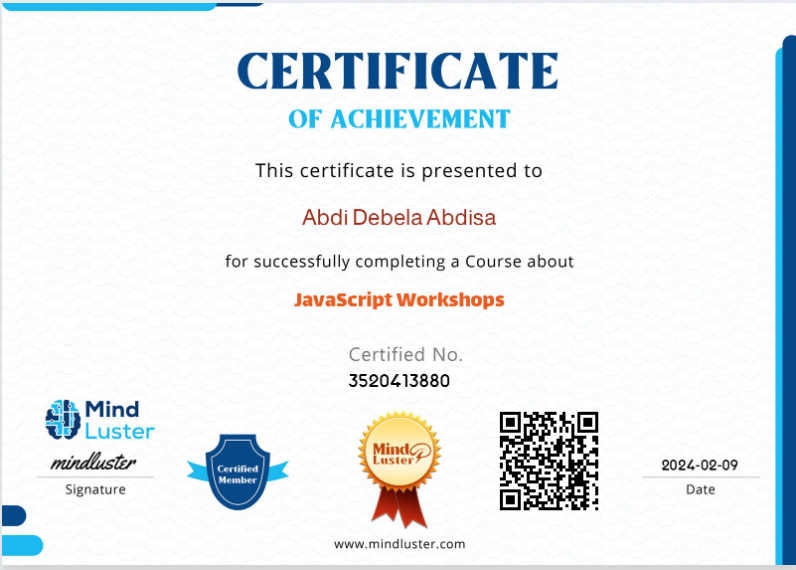 CERTIFICATE
OF ACHIEVEMENT
This certificate is presented to
Abdi Debela Abdisa
for successfully completing a Course about
JavaScript Workshops
Certified No.
3520413880
Mind
Luster
mindluster
Signature
Certified
Member
Mind
Luster
2024-02-09
Date
www.mindluster.com